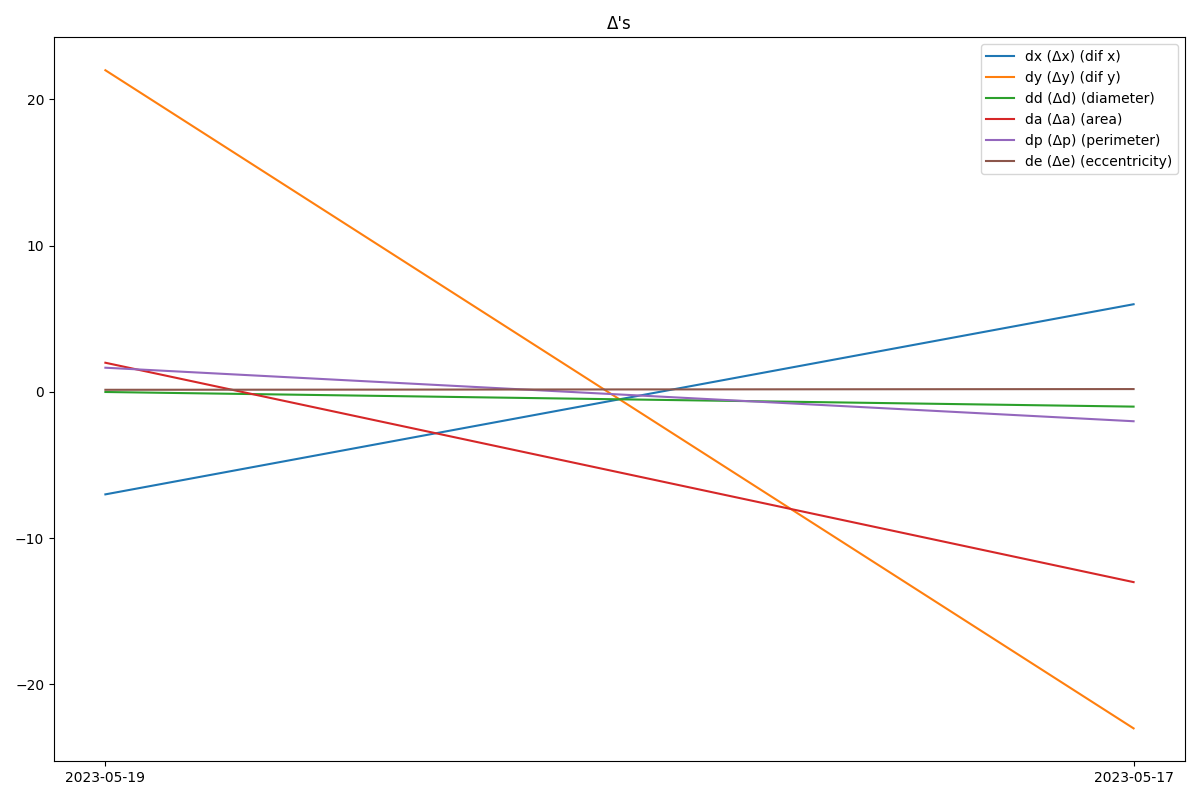 Δ's
dx (Δx) (dif x)
dy (Δy) (dif y)
dd (Δd) (diameter)
da (Δa) (area)
dp (Δp) (perimeter)
de (Δe) (eccentricity)
20
10
0
−10
−20
2023-05-19
2023-05-17